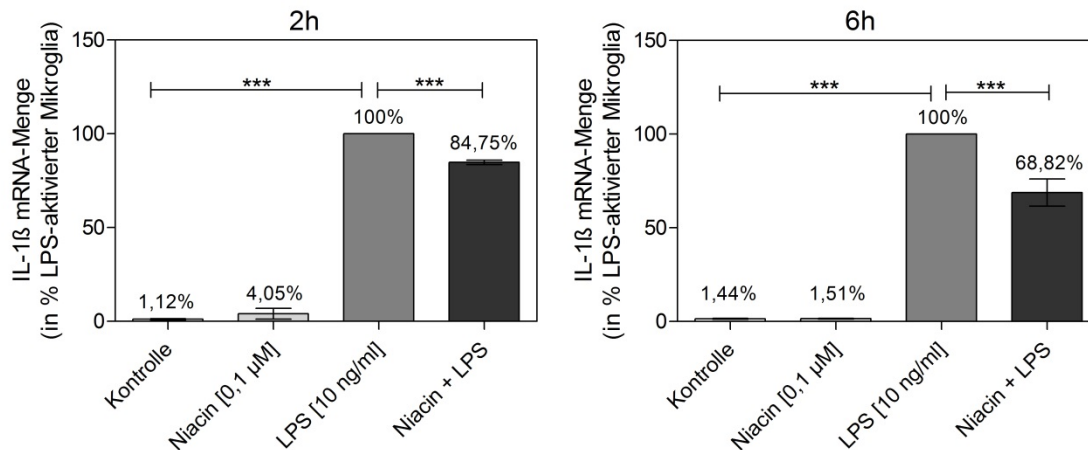 2h
IL-1ß mRNA-Menge
(in % LPS-aktivierter Mikroglia)
150
100
50
0
***
***
100%
84,75%
1,12%
4,05%
Kontrolle
Niacin [0,1 µM]
LPS [10 ng/ml]
Niacin + LPS
6h
IL-1ß mRNA-Menge
(in % LPS-aktivierter Mikroglia)
150
100
50
0
***
***
100%
68,82%
1,44%
1,51%
Kontrolle
Niacin [0,1 µM]
LPS [10 ng/ml]
Niacin + LPS